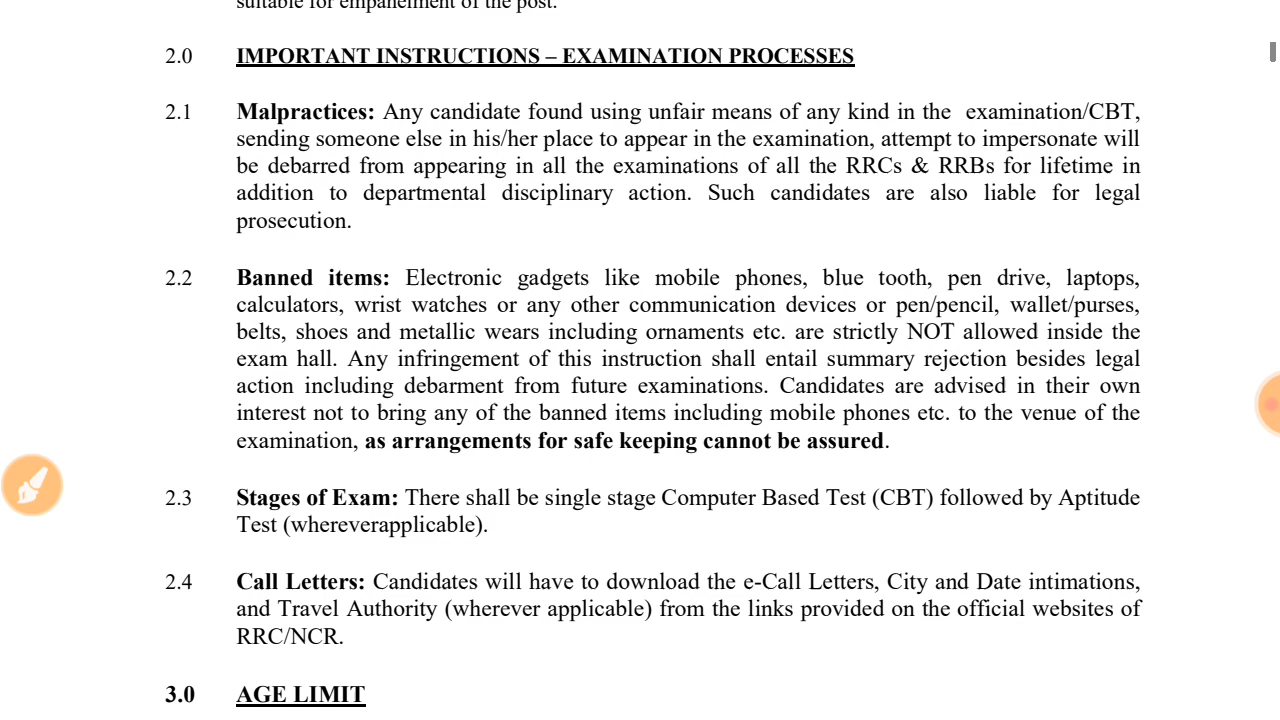 suitable for empanelment of the post.
2.0 IMPORTANT INSTRUCTIONS – EXAMINATION PROCESSES
2.1 Malpractices: Any candidate found using unfair means of any kind in the examination/CBT,
sending someone else in his/her place to appear in the examination, attempt to impersonate will
be debarred from appearing in all the examinations of all the RRCs & RRBs for lifetime in
addition to departmental disciplinary action. Such candidates are also liable for legal
prosecution.
2.2 Banned items: Electronic gadgets like mobile phones, blue tooth, pen drive, laptops,
calculators, wrist watches or any other communication devices or pen/pencil, wallet/purses,
belts, shoes and metallic wears including ornaments etc. are strictly NOT allowed inside the
exam hall. Any infringement of this instruction shall entail summary rejection besides legal
action including debarment from future examinations. Candidates are advised in their own
interest not to bring any of the banned items including mobile phones etc. to the venue of the
examination, as arrangements for safe keeping cannot be assured.
2.3 Stages of Exam: There shall be single stage Computer Based Test (CBT) followed by Aptitude
Test (whereverapplicable).
2.4 Call Letters: Candidates will have to download the e-Call Letters, City and Date intimations,
and Travel Authority (wherever applicable) from the links provided on the official websites of
RRC/NCR.
3.0 AGE LIMIT